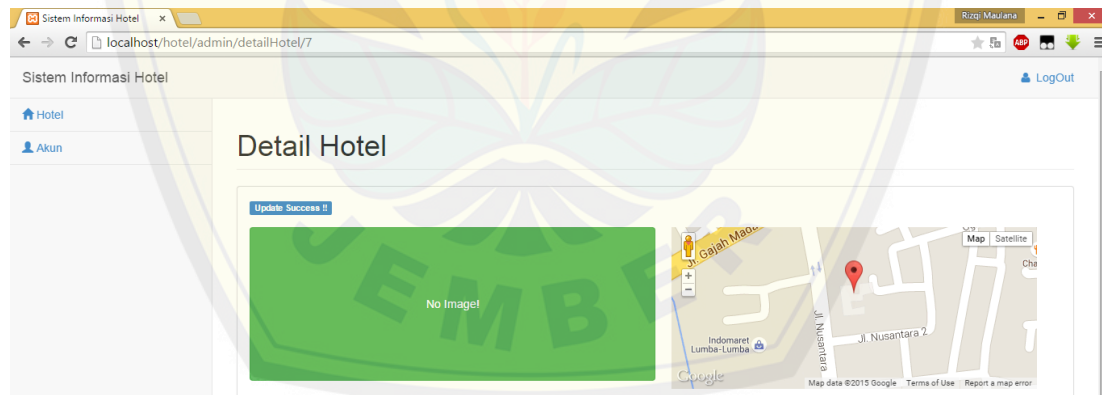 Sistem Informasi Hotel
Rizqi Maulana
localhost/hotel/admin/detailHotel/7
ABP
Sistem Informasi Hotel
LogOut
Hotel
Akun
Detail Hotel
Update Success !!
No Image!
JEMBER
Jl. Gajah Mada
Map
Satellite
Cha
Jl. Nusantara
Jl. Nusantara 2
Indomaret
Lumba-Lumba
Google
Map data ©2015 Google
Terms of Use
Report a map error